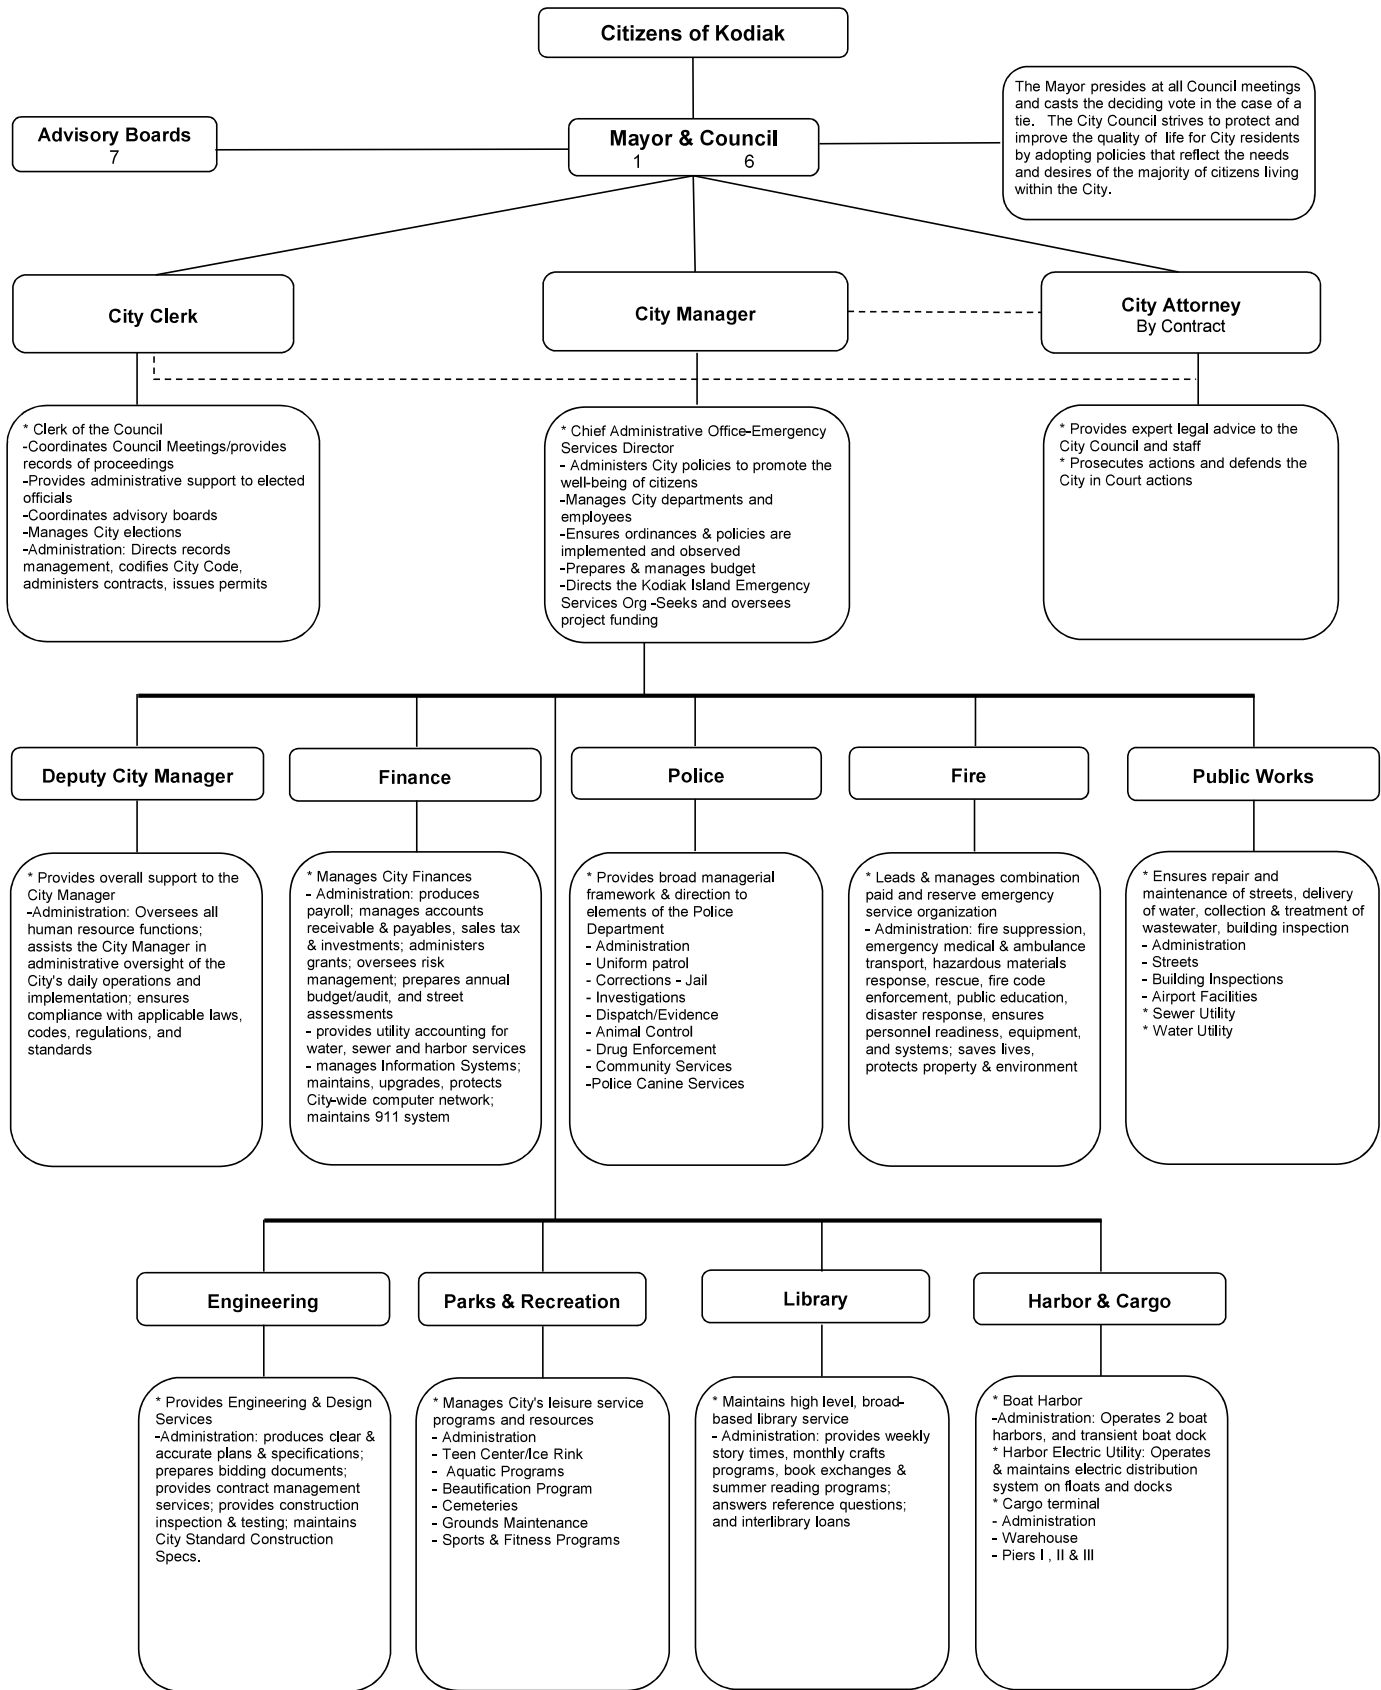 Citizens of Kodiak
The Mayor presides at all Council meetings
and casts the deciding vote in the case of a
tie.   The City Council strives to protect and
improve the quality of  life for City residents
by adopting policies that reflect the needs
and desires of the majority of citizens living
within the City.
Advisory Boards
7
Mayor & Council
1 6
City Clerk
City Manager
City Attorney
By Contract
* Clerk of the Council
-Coordinates Council Meetings/provides
records of proceedings
-Provides administrative support to elected
officials
-Coordinates advisory boards
-Manages City elections
-Administration: Directs records
management, codifies City Code,
administers contracts, issues permits
* Chief Administrative Office-Emergency
Services Director
- Administers City policies to promote the
well-being of citizens
-Manages City departments and
employees
-Ensures ordinances & policies are
implemented and observed
-Prepares & manages budget
-Directs the Kodiak Island Emergency
Services Org -Seeks and oversees
project funding
* Provides expert legal advice to the
City Council and staff
* Prosecutes actions and defends the
City in Court actions
Deputy City Manager
Finance
Police
Fire
Public Works
* Provides overall support to the
City Manager
-Administration: Oversees all
human resource functions;
assists the City Manager in
administrative oversight of the
City's daily operations and
implementation; ensures
compliance with applicable laws,
codes, regulations, and
standards
* Manages City Finances
- Administration: produces
payroll; manages accounts
receivable & payables, sales tax
& investments; administers
grants; oversees risk
management; prepares annual
budget/audit, and street
assessments
- provides utility accounting for
water, sewer and harbor services
- manages Information Systems;
maintains, upgrades, protects
City-wide computer network;
maintains 911 system
* Provides broad managerial
framework & direction to
elements of the Police
Department
- Administration
- Uniform patrol
- Corrections - Jail
- Investigations
- Dispatch/Evidence
- Animal Control
- Drug Enforcement
- Community Services
-Police Canine Services
* Leads & manages combination
paid and reserve emergency
service organization
- Administration: fire suppression,
emergency medical & ambulance
transport, hazardous materials
response, rescue, fire code
enforcement, public education,
disaster response, ensures
personnel readiness, equipment,
and systems; saves lives,
protects property & environment
* Ensures repair and
maintenance of streets, delivery
of water, collection & treatment of
wastewater, building inspection
- Administration
- Streets
- Building Inspections
- Airport Facilities
* Sewer Utility
* Water Utility
Engineering
Parks & Recreation
Library
Harbor & Cargo
* Provides Engineering & Design
Services
-Administration: produces clear &
accurate plans & specifications;
prepares bidding documents;
provides contract management
services; provides construction
inspection & testing; maintains
City Standard Construction
Specs.
* Manages City's leisure service
programs and resources
- Administration
- Teen Center/Ice Rink
-  Aquatic Programs
- Beautification Program
- Cemeteries
- Grounds Maintenance
- Sports & Fitness Programs
* Maintains high level, broad-
based library service
- Administration: provides weekly
story times, monthly crafts
programs, book exchanges &
summer reading programs;
answers reference questions;
and interlibrary loans
* Boat Harbor
-Administration: Operates 2 boat
harbors, and transient boat dock
* Harbor Electric Utility: Operates
& maintains electric distribution
system on floats and docks
* Cargo terminal
- Administration
- Warehouse
- Piers I , II & III